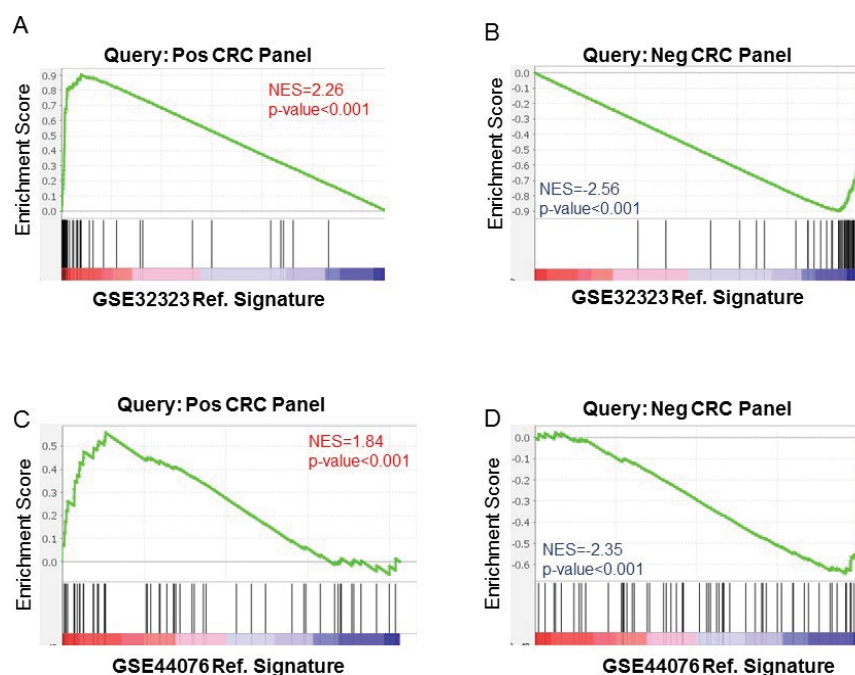 A
Query: Pos CRC Panel
Enrichment Score
0.9
0.8
0.7
0.6
0.5
0.4
0.3
0.2
0.1
0.0
NES=2.26
p-value<0.001
GSE32323 Ref. Signature
B
Query: Neg CRC Panel
Enrichment Score
0.0
-0.1
-0.2
-0.3
-0.4
-0.5
-0.6
-0.7
-0.8
-0.9
NES=-2.56
p-value<0.001
GSE32323 Ref. Signature
C
Query: Pos CRC Panel
Enrichment Score
0.5
0.4
0.3
0.2
0.1
0.0
NES=1.84
p-value<0.001
GSE44076 Ref. Signature
D
Query: Neg CRC Panel
Enrichment Score
0.0
-0.1
-0.2
-0.3
-0.4
-0.5
-0.6
NES=-2.35
p-value<0.001
GSE44076 Ref. Signature